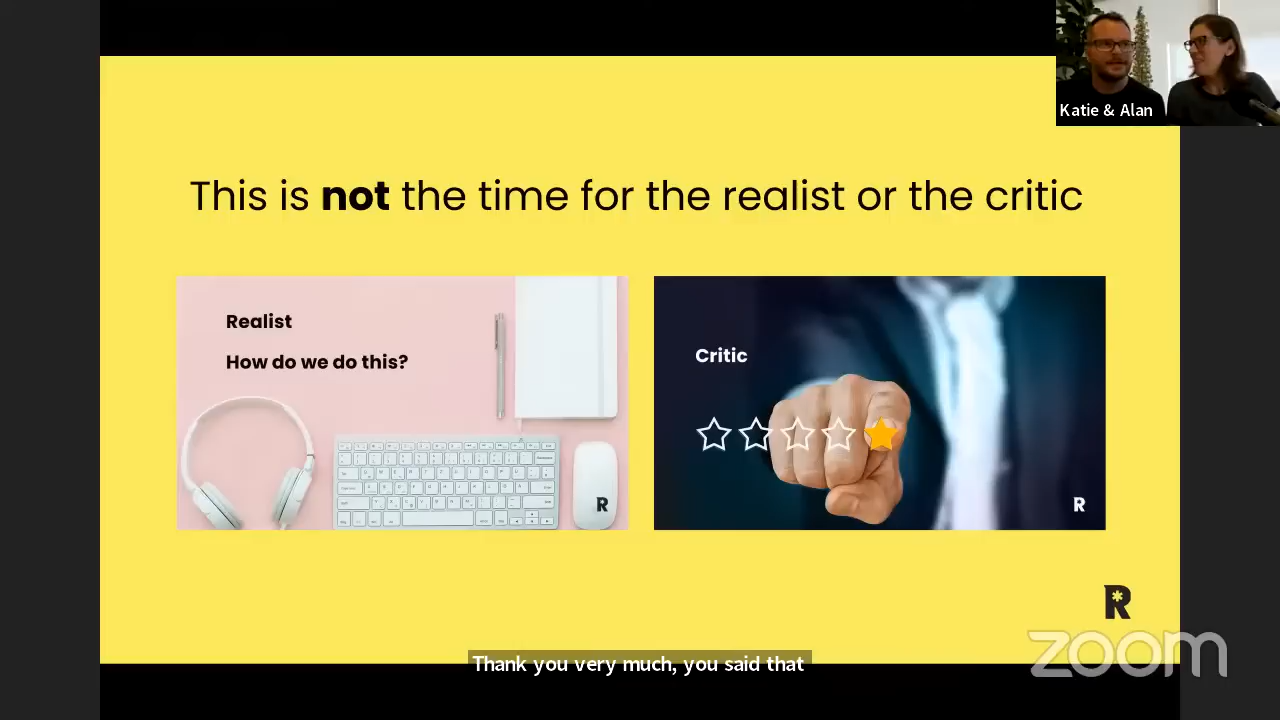 Katie & Alan
This is not the time for the realist or the critic
Realist
How do we do this?
Critic
R
R
R
zoom
Thank you very much, you said that